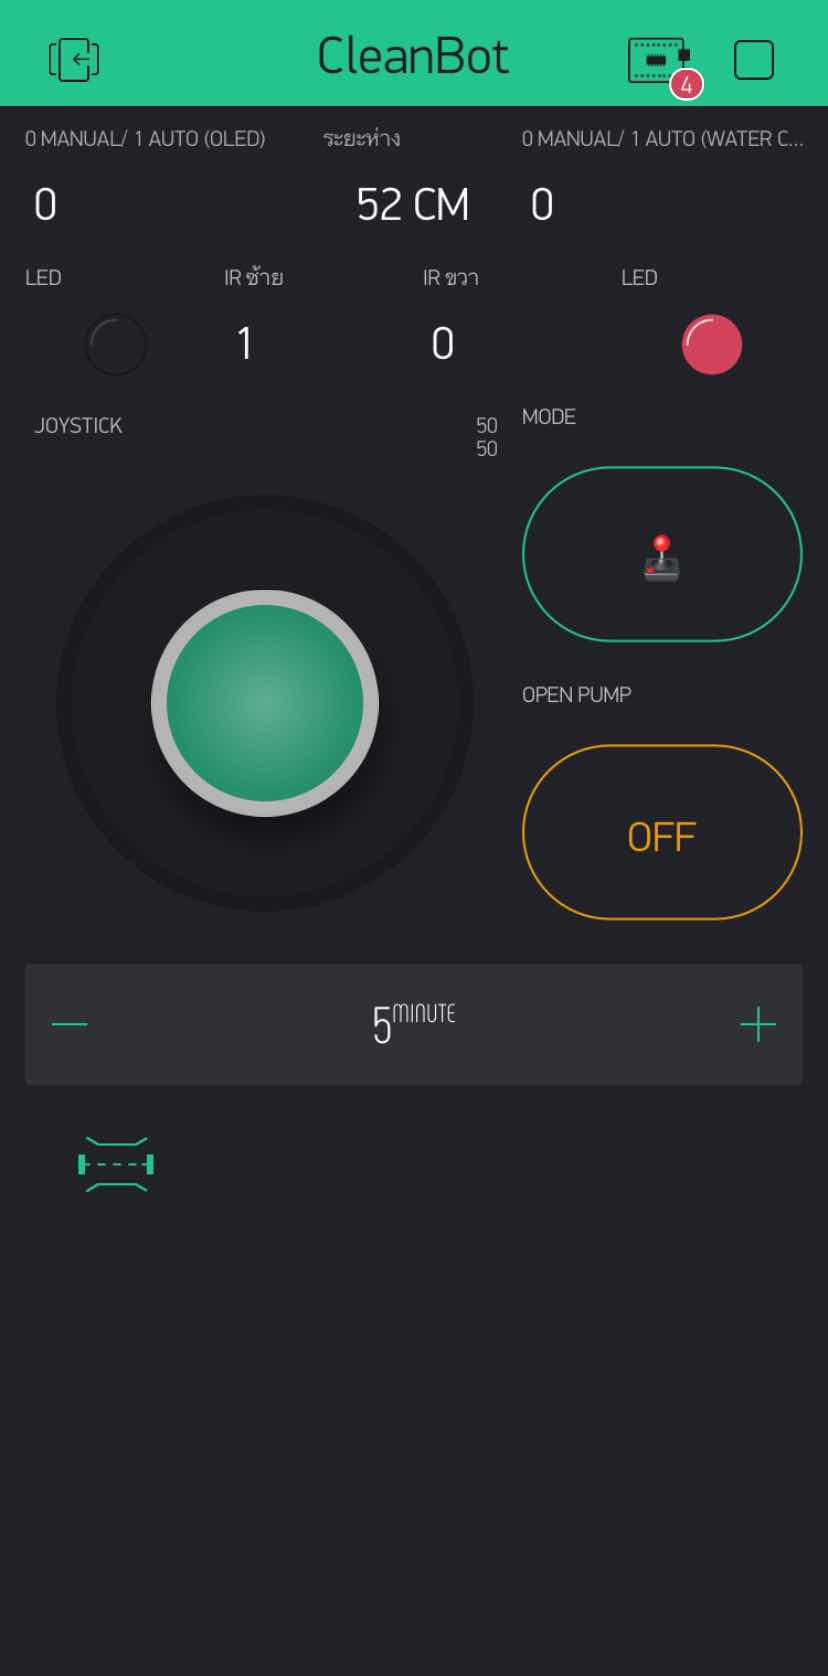 CleanBot
4
0 MANUAL/ 1 AUTO (OLED)
ระยะห่าง
0 MANUAL/ 1 AUTO (WATER C...
0
52 CM
0
LED
IR ซ้าย
IR ขวา
LED
1
0
JOYSTICK
50
50
MODE
OPEN PUMP
OFF
5 MINUTE